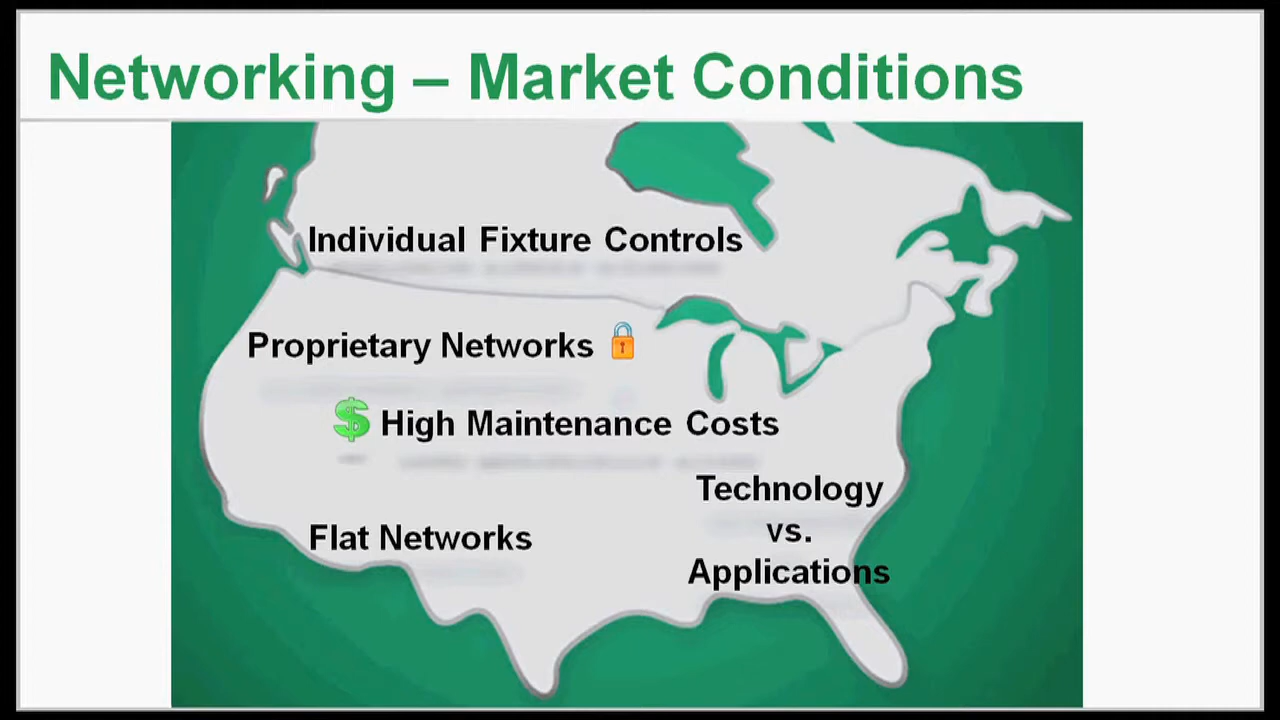 Networking – Market Conditions
Individual Fixture Controls
Proprietary Networks
High Maintenance Costs
Technology
vs.
Applications
Flat Networks